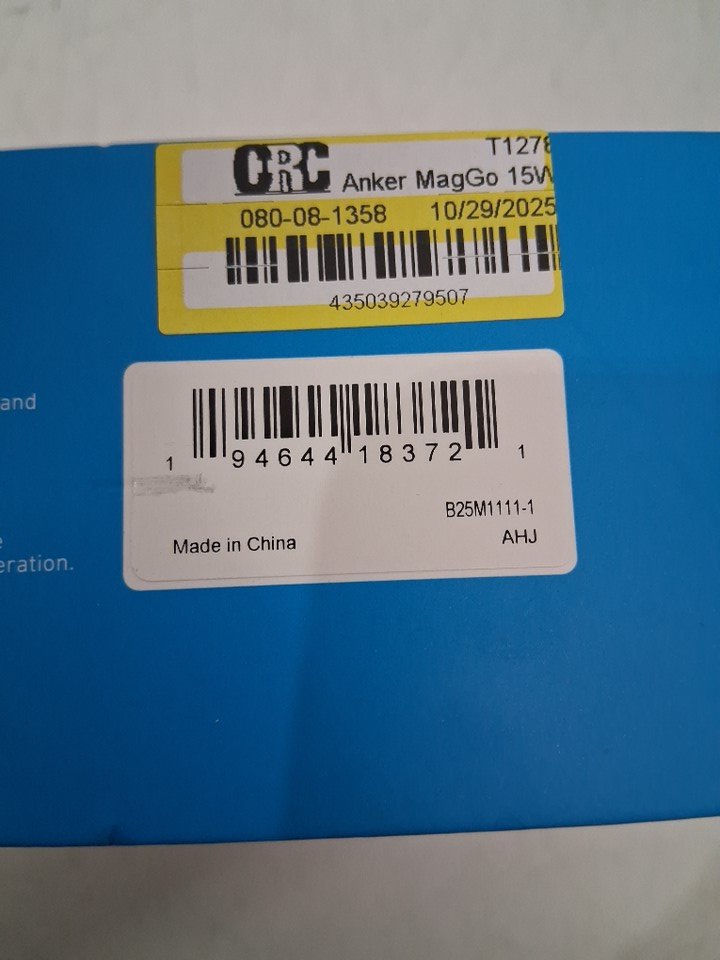 CRC
T1278
Anker MagGo 15W
080-08-1358 10/29/2025
435039279507
and
1 94644 18372 1
B25M1111-1
Made in China
AHJ
eration.